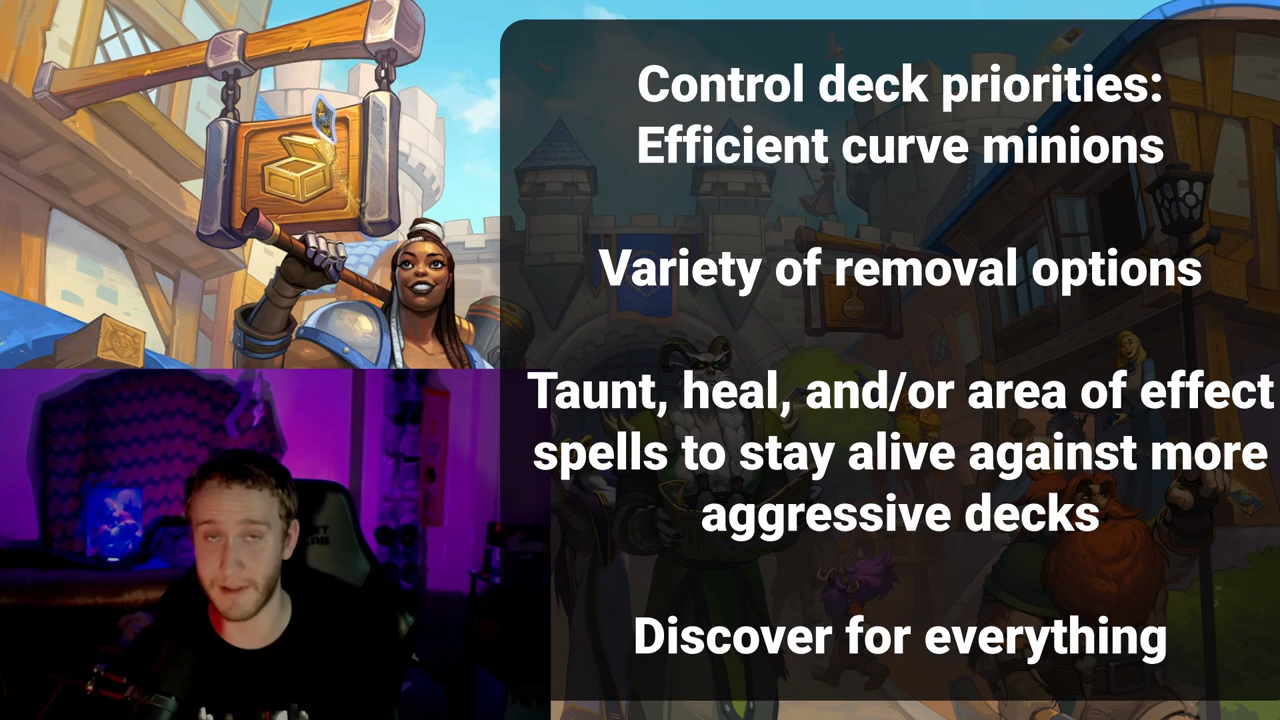 Control deck priorities:
Efficient curve minions
Variety of removal options
Taunt, heal, and/or area of effect
spells to stay alive against more
aggressive decks
Discover for everything